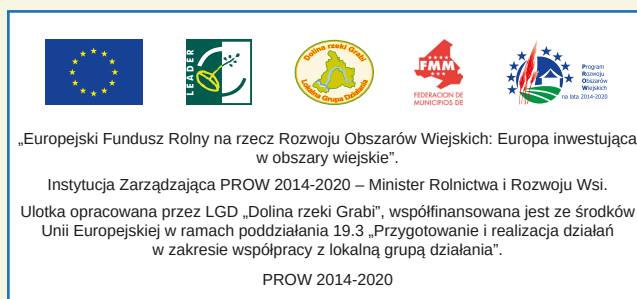 LEADER
Dolina rzeki Grabi
Lokalna Grupa Działania
FMM
FEDERACION DE
MUNICIPIOS DE
Program
Rozwoju
Obszarów
Wiejskich
na lata 2014-2020
„Europejski Fundusz Rolny na rzecz Rozwoju Obszarów Wiejskich: Europa inwestująca
w obszary wiejskie”.
Instytucja Zarządzająca PROW 2014-2020 – Minister Rolnictwa i Rozwoju Wsi.
Ulotka opracowana przez LGD „Dolina rzeki Grabi”, współfinansowana jest ze środków
Unii Europejskiej w ramach poddziałania 19.3 „Przygotowanie i realizacja działań
w zakresie współpracy z lokalną grupą działania”.
PROW 2014-2020